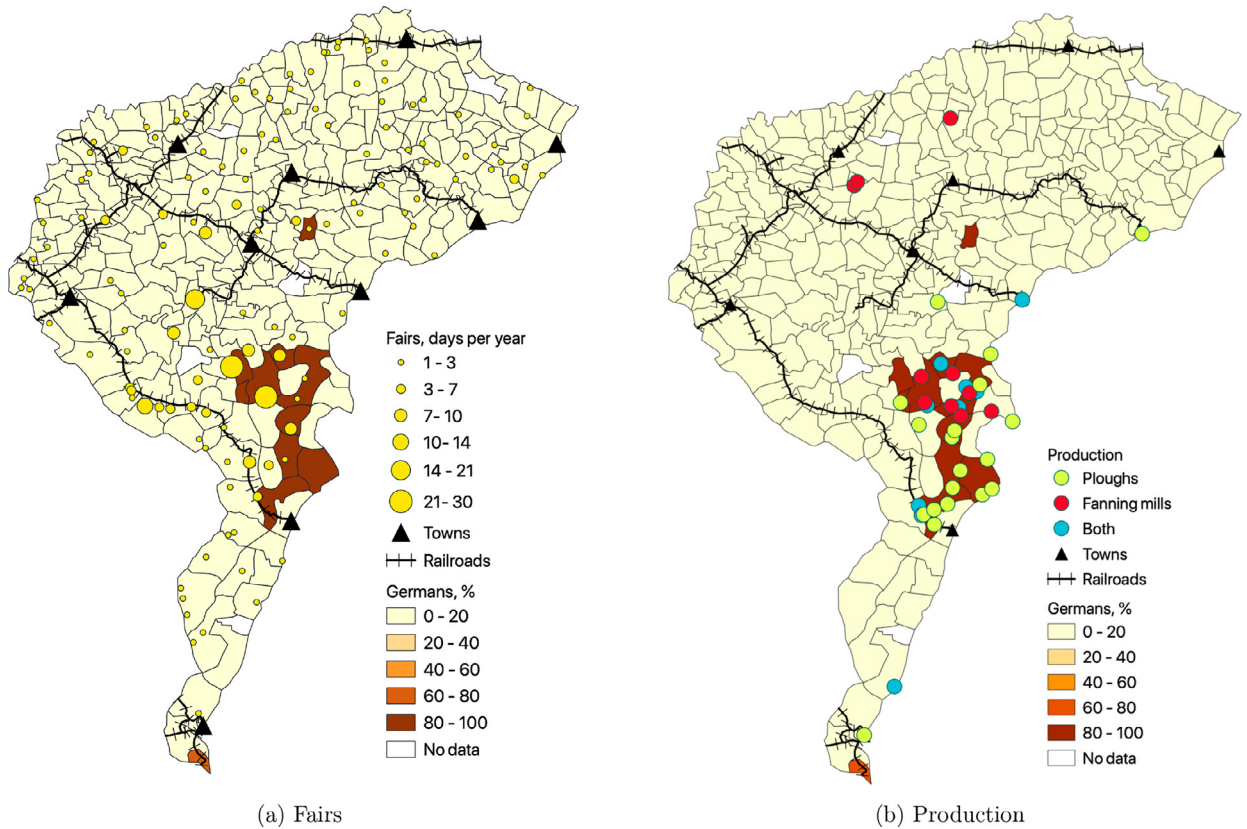 Fairs, days per year
1 - 3
3 - 7
7 - 10
10 - 14
14 - 21
21 - 30
Towns
Railroads
Germans, %
0 - 20
20 - 40
40 - 60
60 - 80
80 - 100
No data
(a) Fairs
Production
Ploughs
Fanning mills
Both
Towns
Railroads
Germans, %
0 - 20
20 - 40
40 - 60
60 - 80
80 - 100
No data
(b) Production